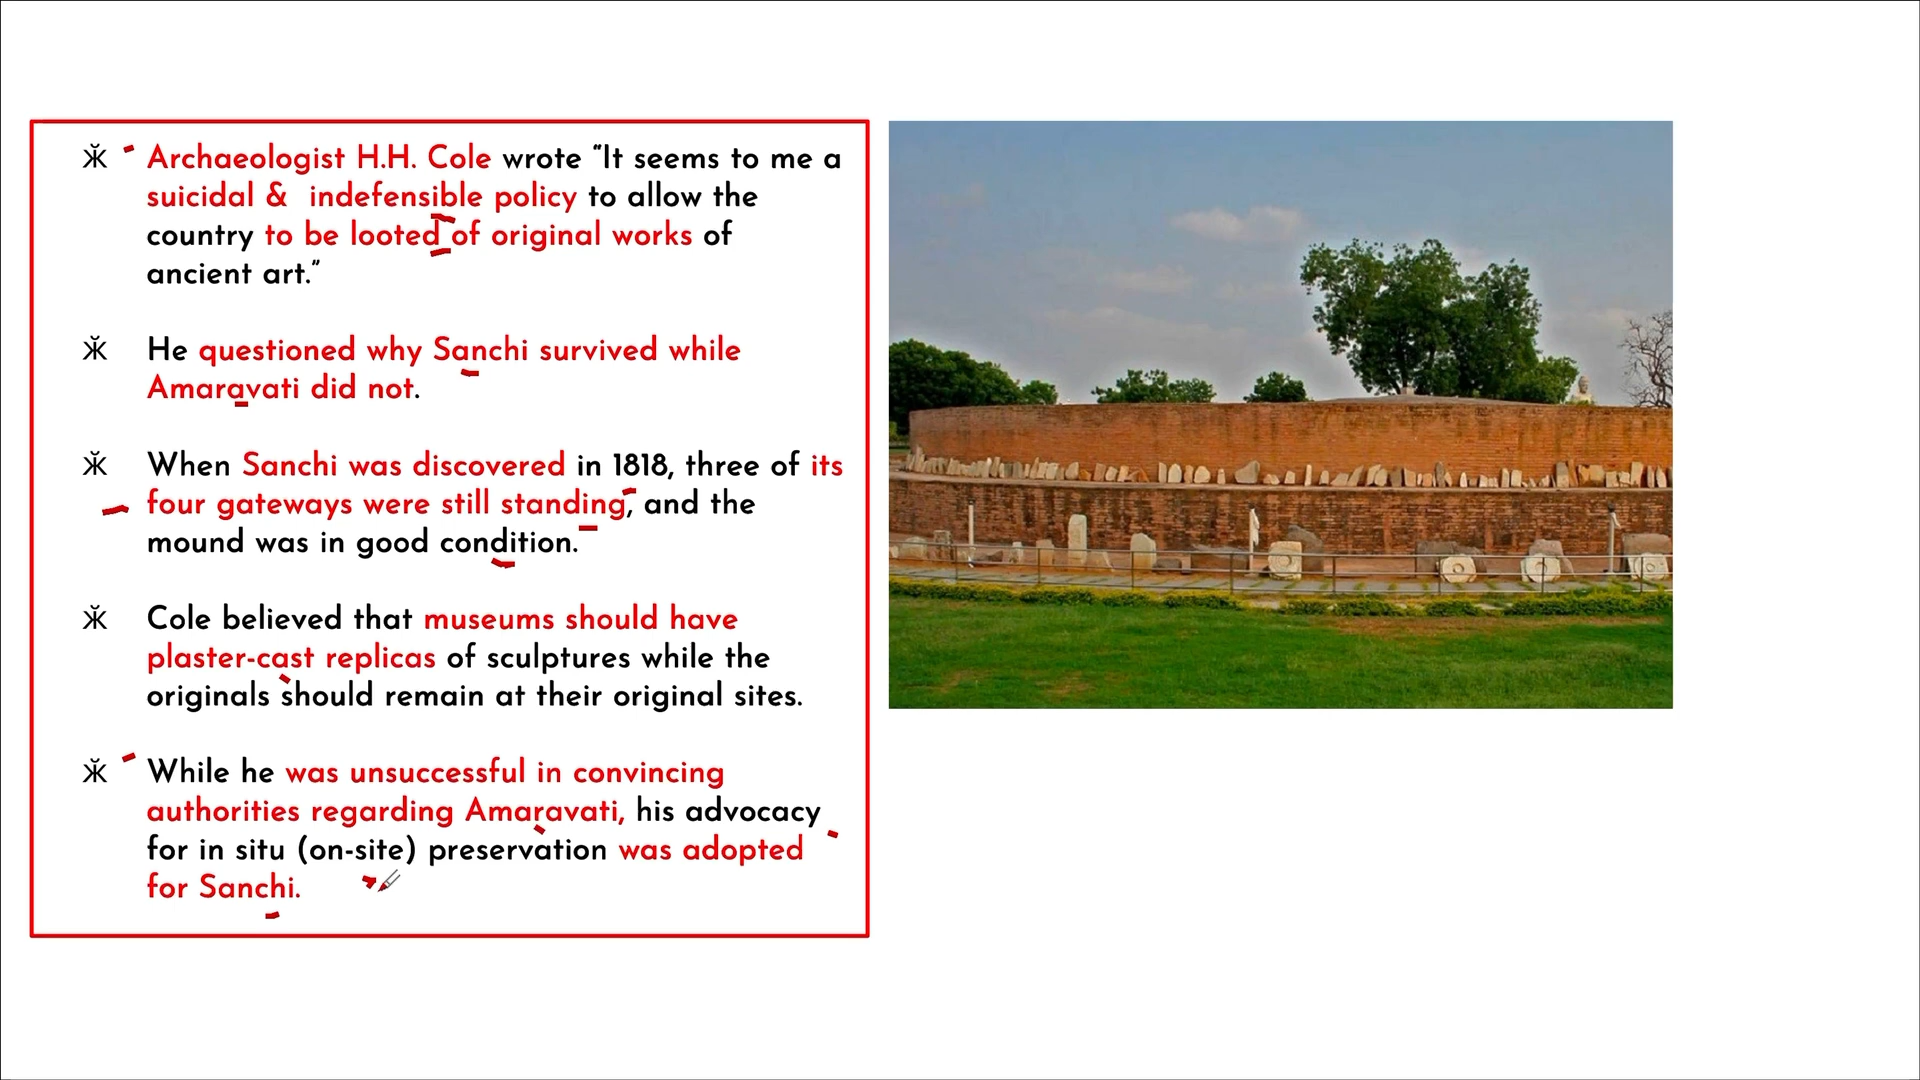 Archaeologist H.H. Cole wrote “It seems to me a
suicidal & indefensible policy to allow the
country to be looted of original works of
ancient art.”
He questioned why Sanchi survived while
Amaravati did not.
When Sanchi was discovered in 1818, three of its
four gateways were still standing, and the
mound was in good condition.
Cole believed that museums should have
plaster-cast replicas of sculptures while the
originals should remain at their original sites.
While he was unsuccessful in convincing
authorities regarding Amaravati, his advocacy
for in situ (on-site) preservation was adopted
for Sanchi.